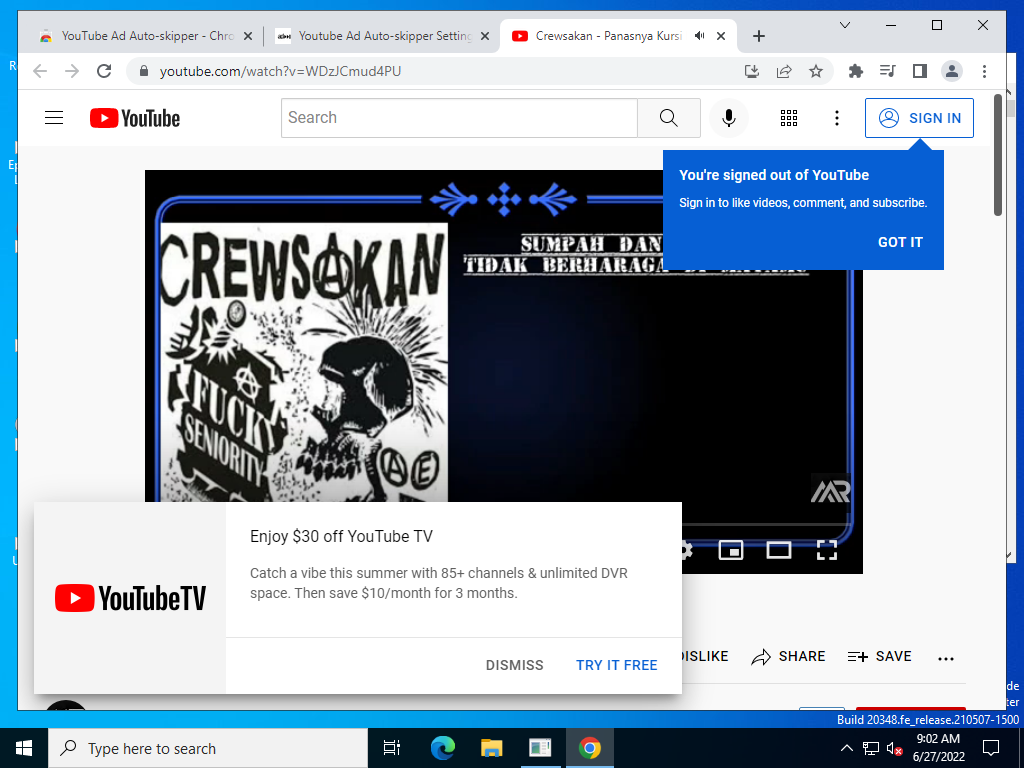 YouTube Ad Auto-skipper - Chro
Youtube Ad Auto-skipper Setting
Crewsakan - Panasnya Kursi
youtube.com/watch?v=WDzJCmud4PU
YouTube
Search
SIGN IN
You're signed out of YouTube
Sign in to like videos, comment, and subscribe.
GOT IT
CREWSAKAN
SUMPAH DAN
TIDAK BERHARAGA DI MATAMU
FUCK
SENIORITY
MR
Enjoy $30 off YouTube TV
Catch a vibe this summer with 85+ channels & unlimited DVR
space. Then save $10/month for 3 months.
YouTubeTV
DISMISS
TRY IT FREE
DISLIKE
SHARE
SAVE
Build 20348.fe_release.210507-1500
Type here to search
9:02 AM
6/27/2022